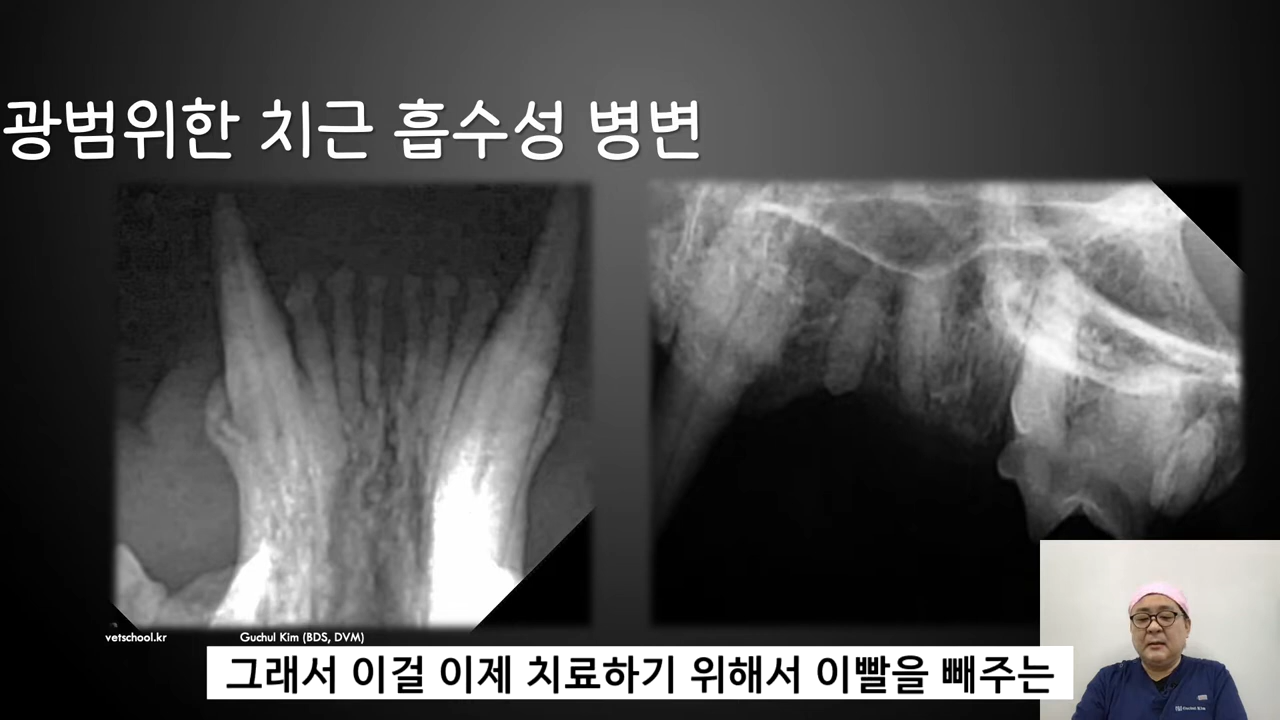 광범위한 치근 흡수성 병변
vetschool.kr
Guchul Kim (BDS, DVM)
그래서 이걸 이제 치료하기 위해서 이빨을 빼주는